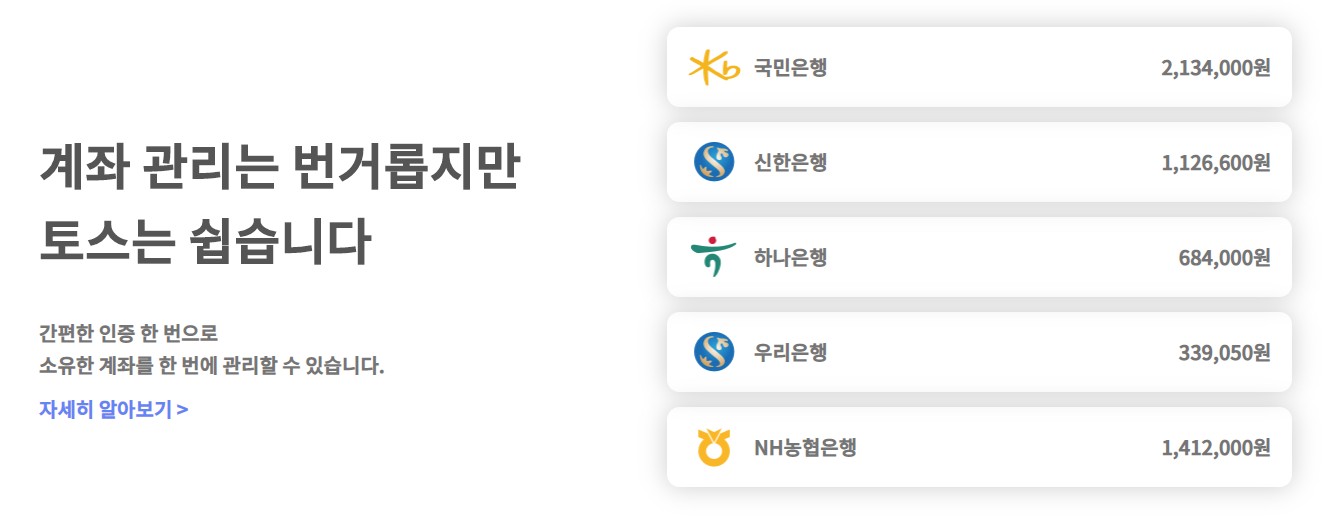 계좌 관리는 번거롭지만
토스는 쉽습니다
간편한 인증 한 번으로
소유한 계좌를 한 번에 관리할 수 있습니다.
자세히 알아보기 >
국민은행 2,134,000원
신한은행 1,126,600원
하나은행 684,000원
우리은행 339,050원
NH농협은행 1,412,000원